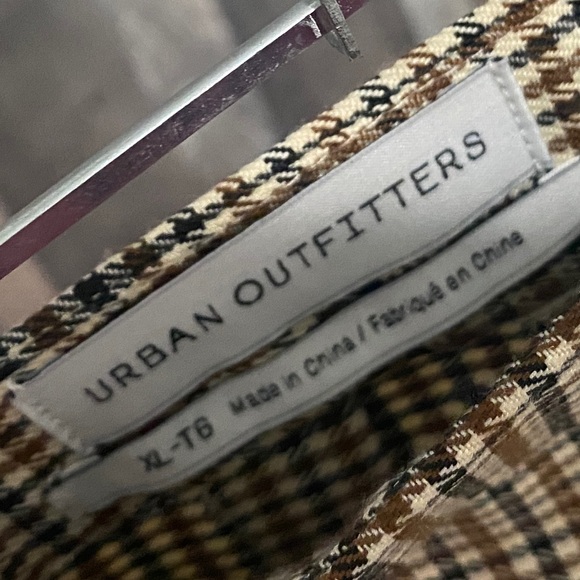 URBAN OUTFITTERS
XL-TG Made in China / Fabriqué en Chine